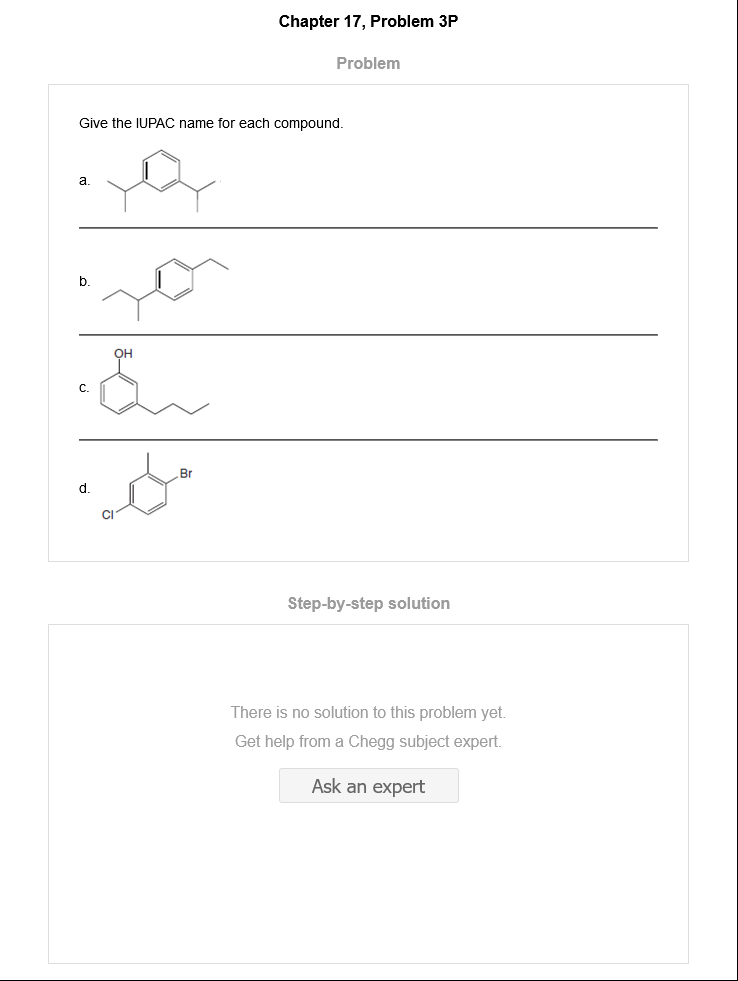 Chapter 17, Problem 3P
Problem
Give the IUPAC name for each compound.
a.
b.
OH
c.
Br
d.
Cl
Step-by-step solution
There is no solution to this problem yet.
Get help from a Chegg subject expert.
Ask an expert